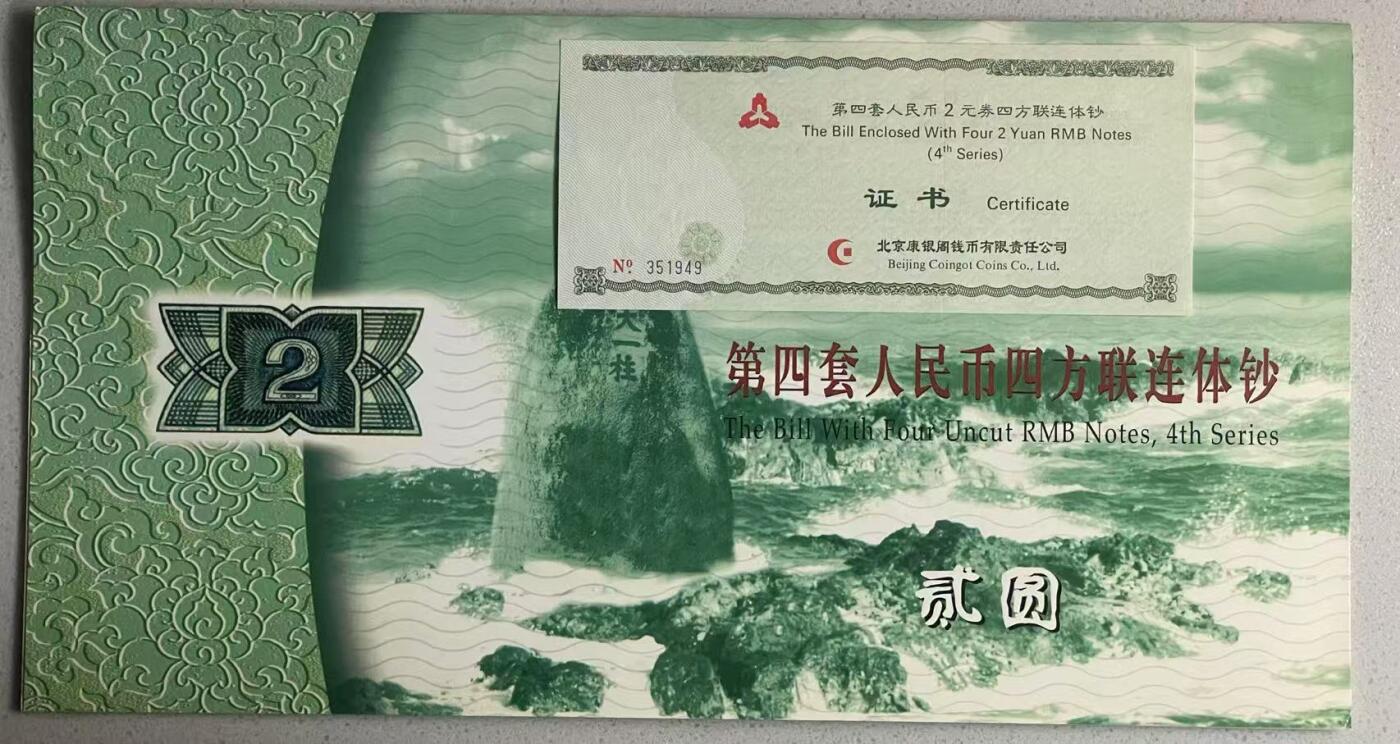 第四套人民币2元券四方联连体钞
The Bill Enclosed With Four 2 Yuan RMB Notes
(4th Series)
证书 Certificate
北京康银阁钱币有限责任公司
Beijing Coingot Coins Co., Ltd.
Nº. 351949
天一柱
2
第四套人民币四方联连体钞
The Bill With Four Uncut RMB Notes, 4th Series
贰圆